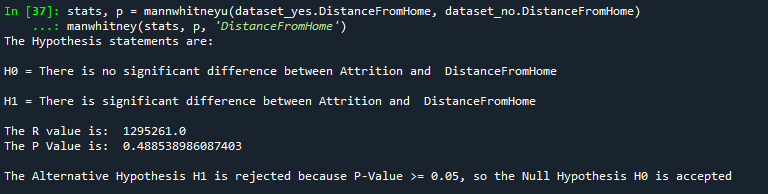 In [37]: stats, p = mannwhitneyu(dataset_yes.DistanceFromHome, dataset_no.DistanceFromHome)
...: manwhitney(stats, p, 'DistanceFromHome')
The Hypothesis statements are:
H0 = There is no significant difference between Attrition and  DistanceFromHome
H1 = There is significant difference between Attrition and  DistanceFromHome
The R value is:  1295261.0
The P Value is:  0.488538986087403
The Alternative Hypothesis H1 is rejected because P-Value >= 0.05, so the Null Hypothesis H0 is accepted